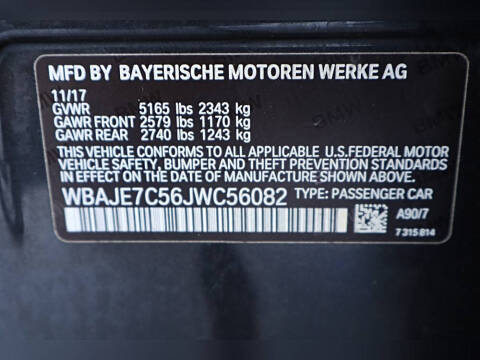 MFD BY BAYERISCHE MOTOREN WERKE AG
11/17
GVWR 5165 lbs 2343 kg
GAWR FRONT 2579 lbs 1170 kg
GAWR REAR 2740 lbs 1243 kg
THIS VEHICLE CONFORMS TO ALL APPLICABLE U.S.FEDERAL MOTOR
VEHICLE SAFETY, BUMPER AND THEFT PREVENTION STANDARDS
IN EFFECT ON THE DATE OF MANUFACTURE SHOWN ABOVE.
WBAJE7C56JWC56082 TYPE: PASSENGER CAR
A90/7
7 315 814